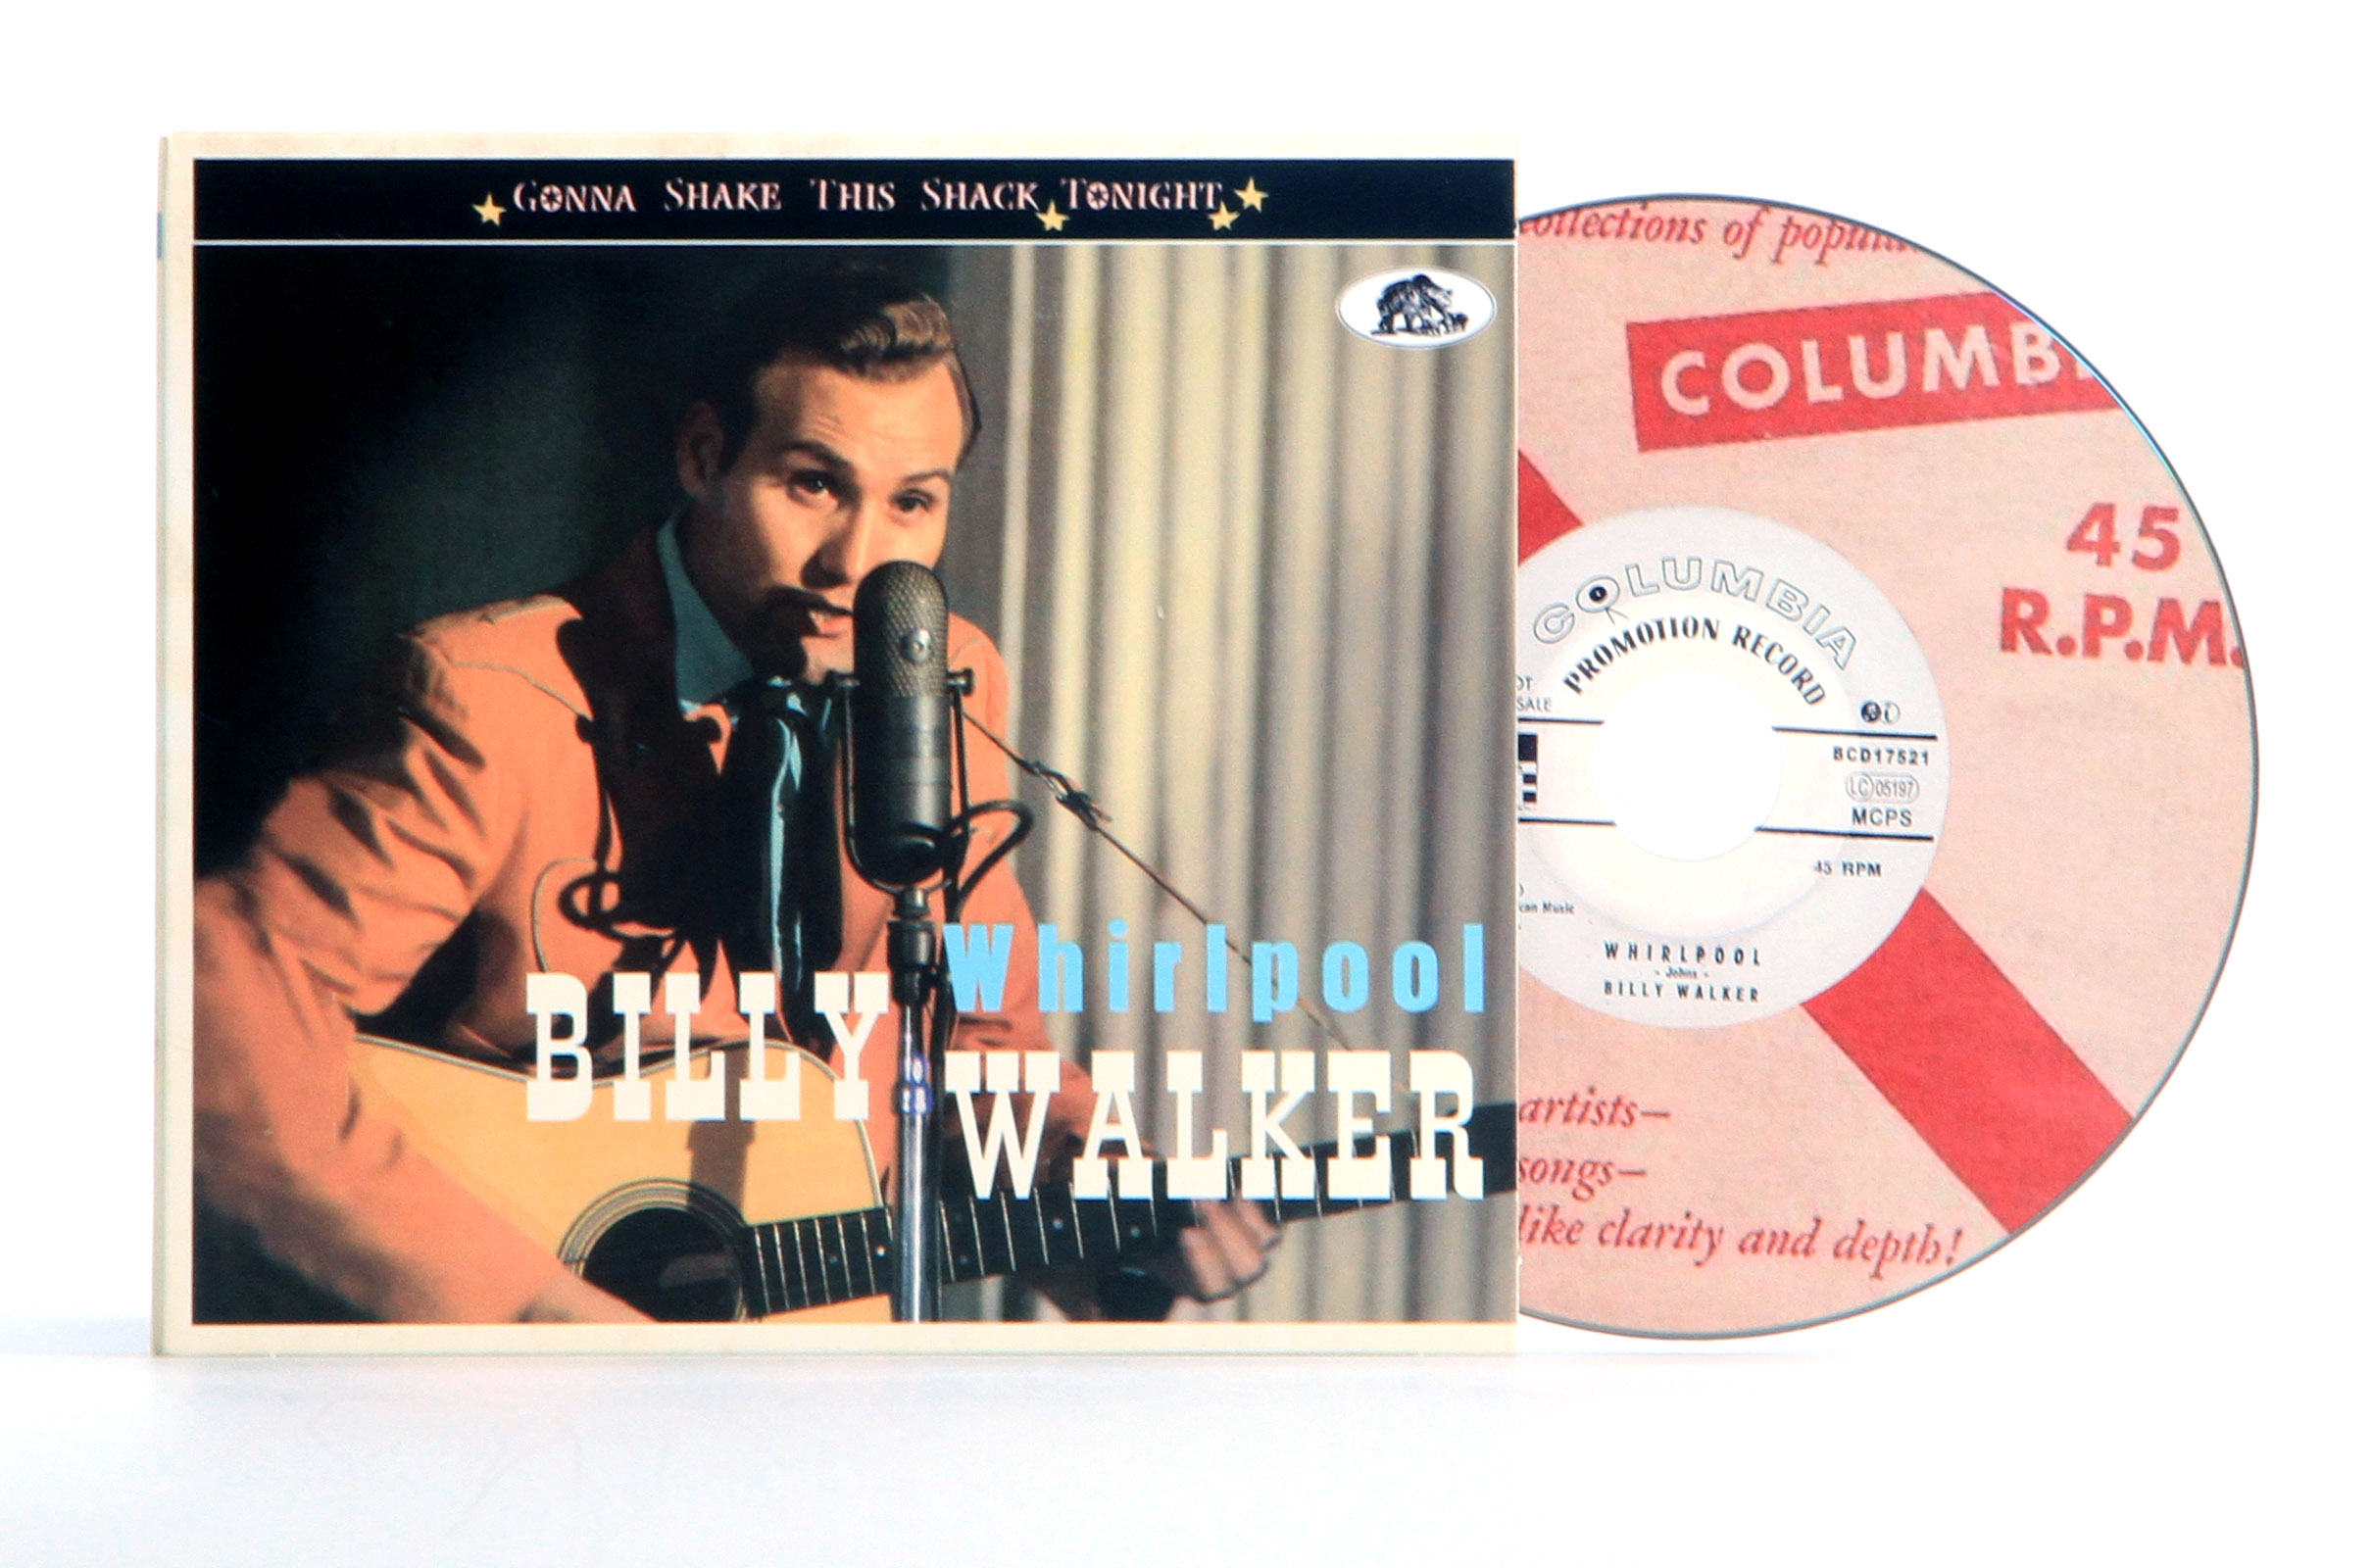 GONNA SHAKE THIS SHACK TONIGHT
Whirlpool
BILLY
WALKER
collections of
COLUMB
45
R.P.M.
COLUMBIA
PROMOTION RECORD
SALE
BCD17521
LC 05197
MCPS
45 RPM
Music
WHIRLPOOL
- Johns -
BILLY WALKER
artists—
songs—
like clarity and depth!